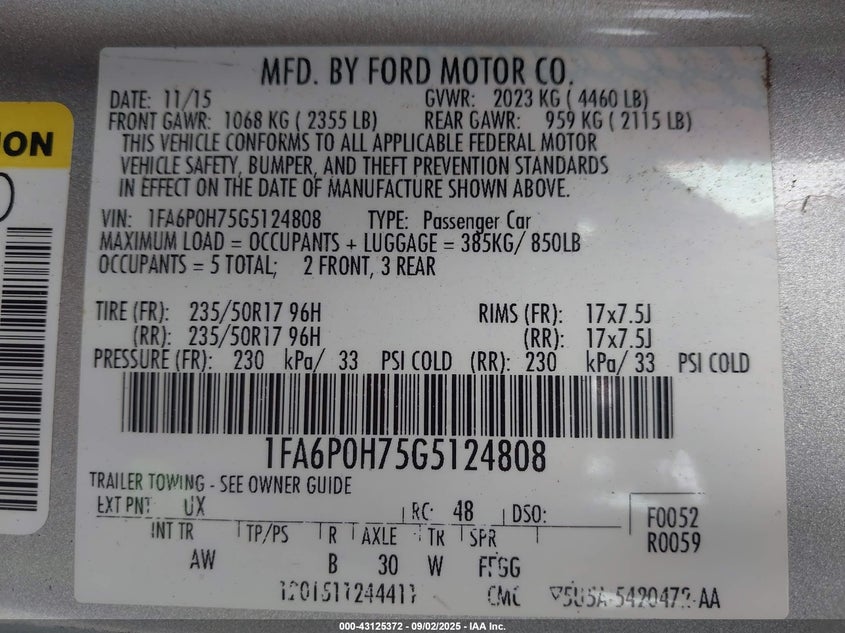 MFD. BY FORD MOTOR CO.
DATE: 11/15 GVWR: 2023 KG ( 4460 LB)
FRONT GAWR: 1068 KG ( 2355 LB) REAR GAWR: 959 KG ( 2115 LB)
THIS VEHICLE CONFORMS TO ALL APPLICABLE FEDERAL MOTOR
VEHICLE SAFETY, BUMPER, AND THEFT PREVENTION STANDARDS
IN EFFECT ON THE DATE OF MANUFACTURE SHOWN ABOVE.
VIN: 1FA6P0H75G5124808 TYPE: Passenger Car
MAXIMUM LOAD = OCCUPANTS + LUGGAGE = 385KG/ 850LB
OCCUPANTS = 5 TOTAL; 2 FRONT, 3 REAR
TIRE (FR): 235/50R17 96H RIMS (FR): 17x7.5J
(RR): 235/50R17 96H (RR): 17x7.5J
PRESSURE (FR): 230 kPa/ 33 PSI COLD (RR): 230 kPa/ 33 PSI COLD
1FA6P0H75G5124808
TRAILER TOWING - SEE OWNER GUIDE
EXT PNT: UX RC: 48 DSO: F0052
INT TR TP/PS R AXLE TR SPR R0059
AW B 30 W FFGG
CMC
000-43125372 - 09/02/2025 - IAA Inc.